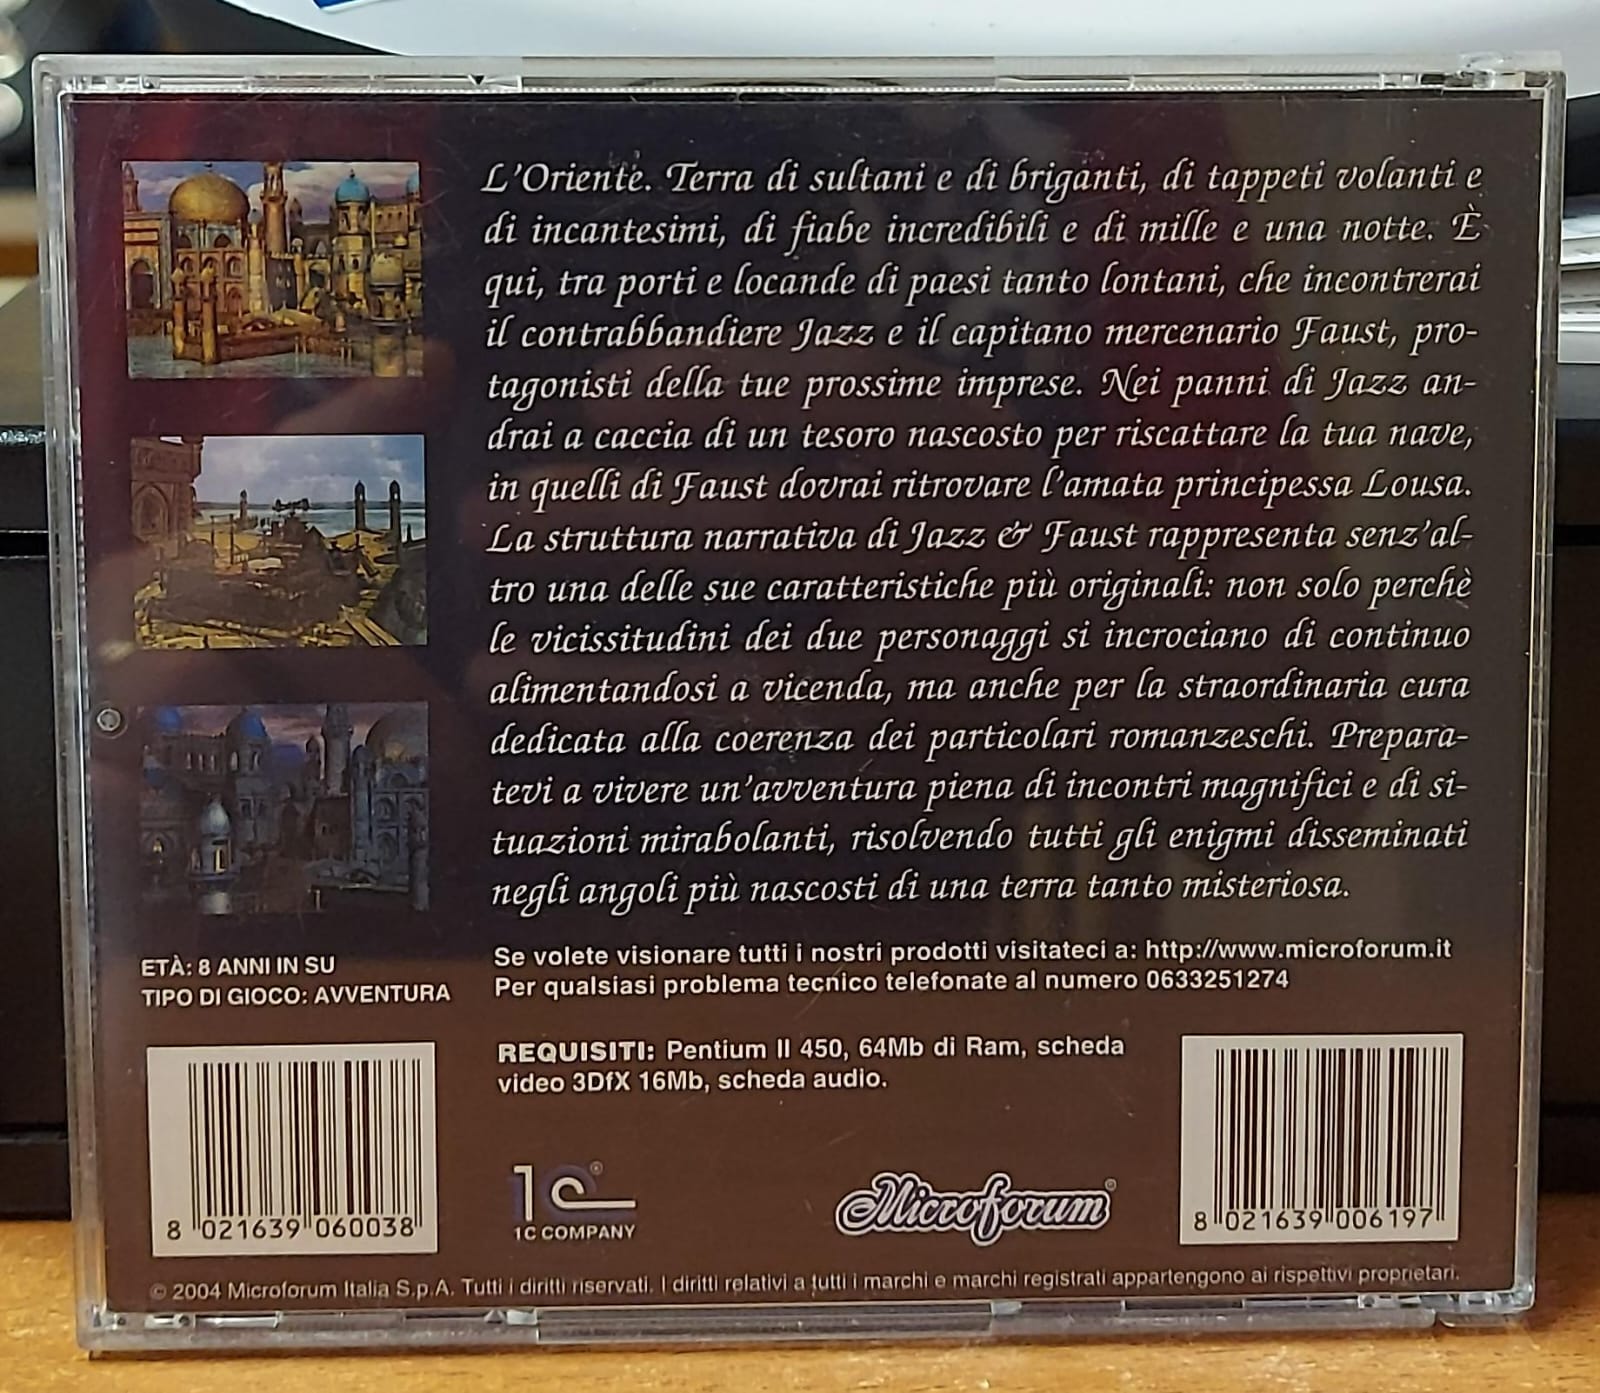 L'Oriente. Terra di sultani e di briganti, di tappeti volanti e
di incantesimi, di fiabe incredibili e di mille e una notte. È
qui, tra porti e locande di paesi tanto lontani, che incontrerai
il contrabbandiere Jazz e il capitano mercenario Faust, pro-
tagonisti della tue prossime imprese. Nei panni di Jazz an-
drai a caccia di un tesoro nascosto per riscattare la tua nave,
in quelli di Faust dovrai ritrovare l'amata principessa Lousa.
La struttura narrativa di Jazz & Faust rappresenta senz'al-
tro una delle sue caratteristiche più originali: non solo perchè
le vicissitudini dei due personaggi si incrociano di continuo
alimentandosi a vicenda, ma anche per la straordinaria cura
dedicata alla coerenza dei particolari romanzeschi. Prepara-
tevi a vivere un'avventura piena di incontri magnifici e di si-
tuazioni mirabolanti, risolvendo tutti gli enigmi disseminati
negli angoli più nascosti di una terra tanto misteriosa.
ETÀ: 8 ANNI IN SU
TIPO DI GIOCO: AVVENTURA
Se volete visionare tutti i nostri prodotti visitateci a: http://www.microforum.it
Per qualsiasi problema tecnico telefonate al numero 0633251274
REQUISITI: Pentium II 450, 64Mb di Ram, scheda
video 3DfX 16Mb, scheda audio.
8 021639 060038
1C®
1C COMPANY
Microforum®
8 021639 006197
© 2004 Microforum Italia S.p.A. Tutti i diritti riservati. I diritti relativi a tutti i marchi e marchi registrati appartengono ai rispettivi proprietari.